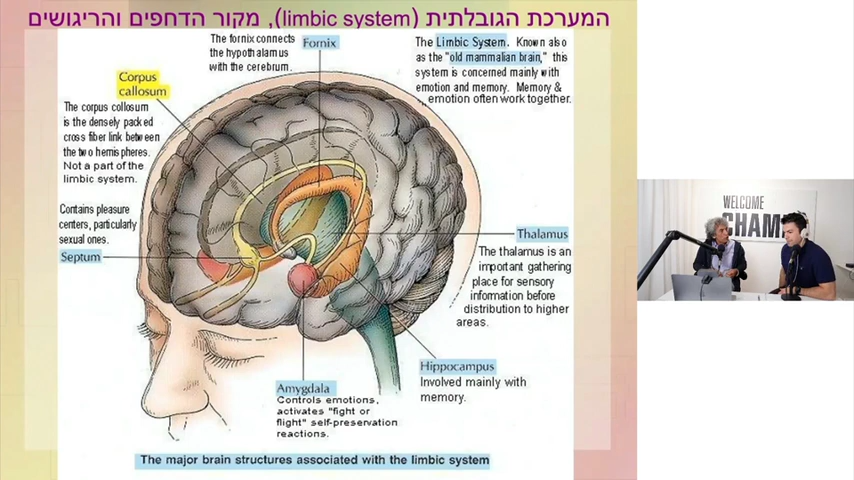 המערכת הגובלתית (limbic system), מקור הדחפים והריגושים
The fornix connects
the hypothalamus
with the cerebrum.
Fornix
The Limbic System. Known also
as the "old mammalian brain," this
system is concerned mainly with
emotion and memory. Memory &
emotion often work together.
Corpus
callosum
The corpus collosum
is the densely packed
cross fiber link between
the two hemispheres.
Not a part of the
limbic system.
Contains pleasure
centers, particularly
sexual ones.
Septum
Thalamus
The thalamus is an
important gathering
place for sensory
information before
distribution to higher
areas.
Hippocampus
Involved mainly with
memory.
Amygdala
Controls emotions,
activates "fight or
flight" self-preservation
reactions.
The major brain structures associated with the limbic system
WELCOME
CHAM